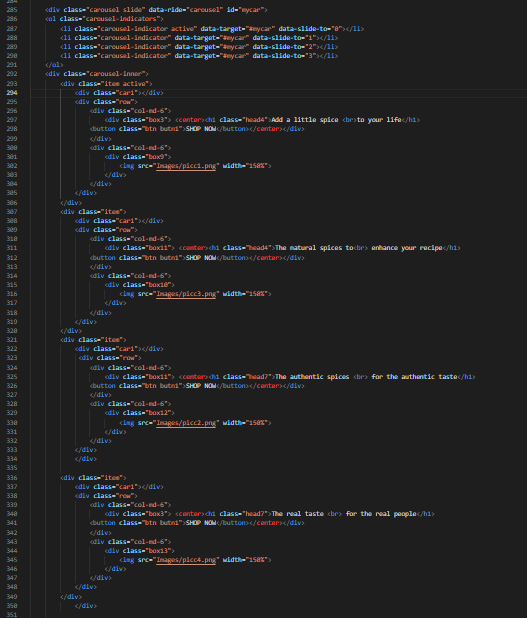 284
285 <div class="carousel slide" data-ride="carousel" id="mycar">
286 <ol class="carousel-indicators">
287 <li class="carousel-indicator active" data-target="#mycar" data-slide-to="0"></li>
288 <li class="carousel-indicator" data-target="#mycar" data-slide-to="1"></li>
289 <li class="carousel-indicator" data-target="#mycar" data-slide-to="2"></li>
290 <li class="carousel-indicator" data-target="#mycar" data-slide-to="3"></li>
291 </ol>
292 <div class="carousel-inner">
293 <div class="item active">
294 <div class="car1"></div>
295 <div class="row">
296 <div class="col-md-6">
297 <div class="box3"> <center><h1 class="head4">Add a little spice <br>to your life</h1>
298 <button class="btn butn1">SHOP NOW</button></center></div>
299 </div>
300 <div class="col-md-6">
301 <div class="box9">
302 <img src="Images/picc1.png" width="150%">
303 </div>
304 </div>
305 </div>
306 </div>
307 <div class="item">
308 <div class="car1"></div>
309 <div class="row">
310 <div class="col-md-6">
311 <div class="box11"> <center><h1 class="head4">The matural spices to<br> enhance your recipe</h1>
312 <button class="btn butn1">SHOP NOW</button></center></div>
313 </div>
314 <div class="col-md-6">
315 <div class="box10">
316 <img src="Images/picc3.png" width="150%">
317 </div>
318 </div>
319 </div>
320 </div>
321 <div class="item">
322 <div class="car1"></div>
323 <div class="row">
324 <div class="col-md-6">
325 <div class="box11"> <center><h1 class="head7">The authentic spices <br> for the authentic taste</h1>
326 <button class="btn butn1">SHOP NOW</button></center></div>
327 </div>
328 <div class="col-md-6">
329 <div class="box12">
330 <img src="Images/picc2.png" width="150%">
331 </div>
332 </div>
333 </div>
334 </div>
335
336 <div class="item">
337 <div class="car1"></div>
338 <div class="row">
339 <div class="col-md-6">
340 <div class="box3"> <center><h1 class="head7">The real taste <br> for the real people</h1>
341 <button class="btn butn1">SHOP NOW</button></center></div>
342 </div>
343 <div class="col-md-6">
344 <div class="box13">
345 <img src="Images/picc4.png" width="150%">
346 </div>
347 </div>
348 </div>
349 </div>
350 </div>
351